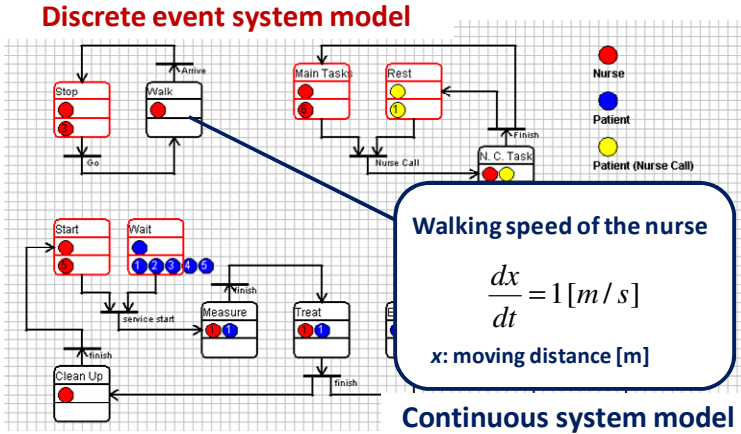 Discrete event system model
Arrive
Stop
Walk
3
Go
Main Tasks
Rest
6
1
Nurse Call
Finish
N. C. Task
Nurse
Patient
Patient (Nurse Call)
Start
Wait
5
1 2 3 4 5
service start
finish
Measure
1 1
Treat
1 1
E
finish
finish
Clean Up
Walking speed of the nurse
dx/dt = 1 [m / s]
x: moving distance [m]
Continuous system model